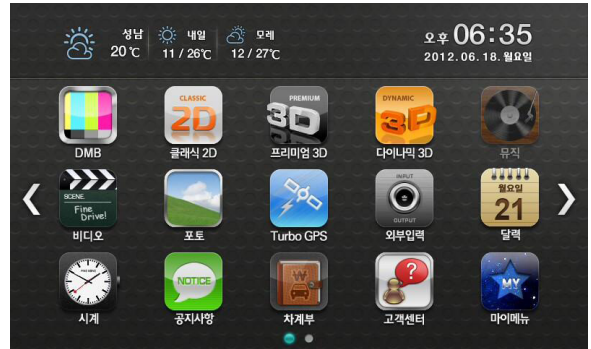 성남 내일 모레
20℃ 11 / 26℃ 12 / 27℃
오후 06:35
2012. 06. 18. 월요일
CLASSIC PREMIUM DYNAMIC
2D 3D 3D
DMB 클래식 2D 프리미엄 3D 다이나믹 3D 뮤직
SCENE. INPUT 월요일
Fine Drive! OUTPUT 21
비디오 포토 Turbo GPS 외부입력 달력
NOTICE W ? MY
시계 공지사항 차계부 고객센터 마이메뉴